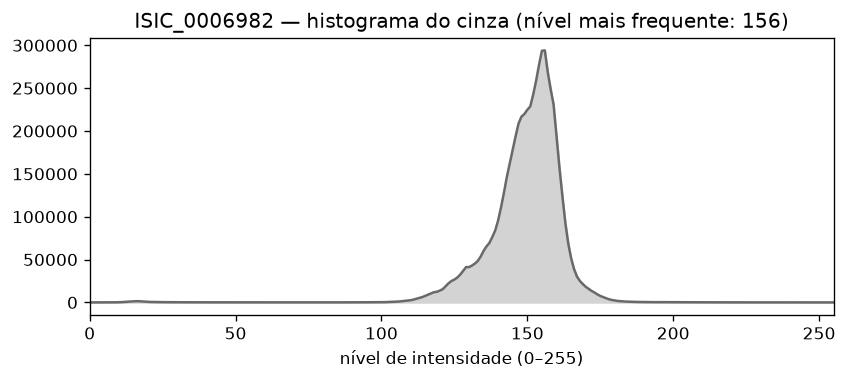 ISIC_0006982 — histograma do cinza (nível mais frequente: 156)
300000
250000
200000
150000
100000
50000
0
0 50 100 150 200 250
nível de intensidade (0–255)